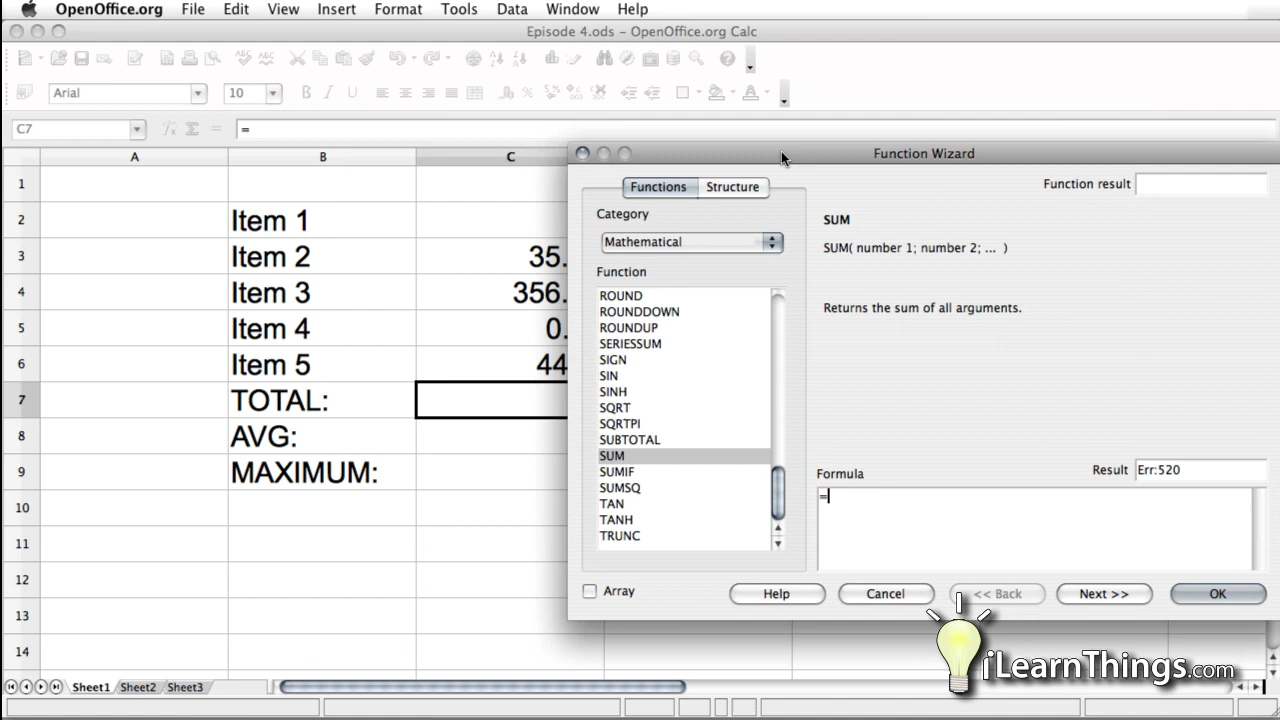 OpenOffice.org File Edit View Insert Format Tools Data Window Help
Episode 4.ods - OpenOffice.org Calc
Arial 10 B I U
C7 =
A B C
1
2 Item 1
3 Item 2 35.
4 Item 3 356.
5 Item 4 0.
6 Item 5 44
7 TOTAL:
8 AVG:
9 MAXIMUM:
10
11
12
13
14
Sheet1 Sheet2 Sheet3
Function Wizard
Functions Structure
Function result
Category
Mathematical
Function
ROUND
ROUNDDOWN
ROUNDUP
SERIESSUM
SIGN
SIN
SINH
SQRT
SQRTPI
SUBTOTAL
SUM
SUMIF
SUMSQ
TAN
TANH
TRUNC
SUM
SUM( number 1; number 2; ... )
Returns the sum of all arguments.
Formula Result Err:520
=
Array Help Cancel << Back Next >> OK
iLearnThings.com